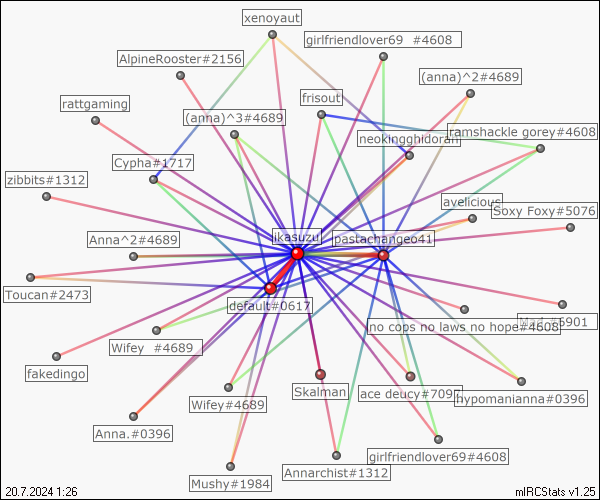 xenoyaut
girlfriendlover69  #4608
AlpineRooster#2156
(anna)^2#4689
frisout
rattgaming
(anna)^3#4689
ramshackle gorey#4608
neokingghidorah
Cypha#1717
zibbits#1312
avelicious
Soxy Foxy#5076
Anna^2#4689
ikasuzu
pastachangeo41
Toucan#2473
default#0617
no cops no laws no hope#4608
#6901
Wifey  #4689
fakedingo
Skalman
ace deucy#7097
hypomanianna#0396
Wifey#4689
Anna.#0396
girlfriendlover69#4608
Annarchist#1312
Mushy#1984
20.7.2024 1:26
mIRCStats v1.25